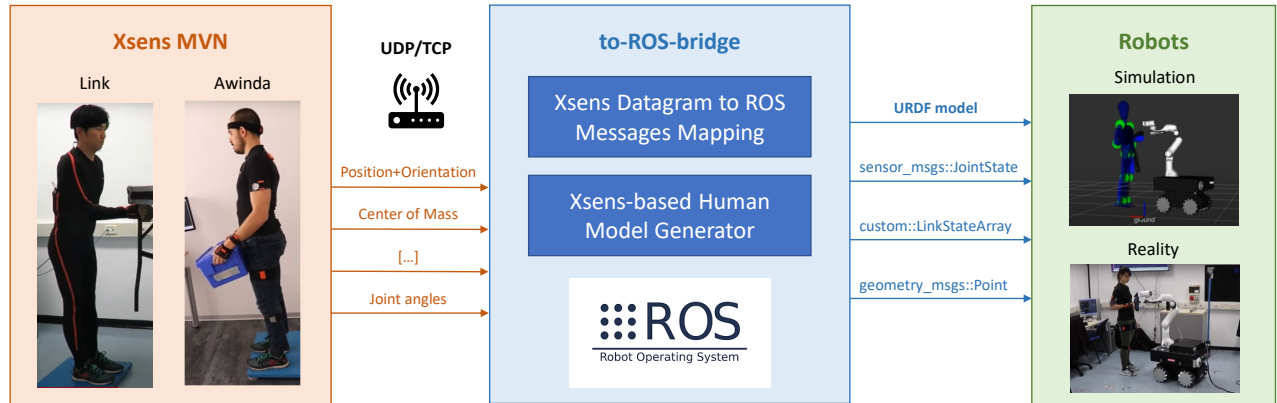 Xsens MVN
Link
Awinda
UDP/TCP
Position+Orientation
Center of Mass
[...]
Joint angles
to-ROS-bridge
Xsens Datagram to ROS
Messages Mapping
Xsens-based Human
Model Generator
ROS
Robot Operating System
URDF model
sensor_msgs::JointState
custom::LinkStateArray
geometry_msgs::Point
Robots
Simulation
ground
Reality